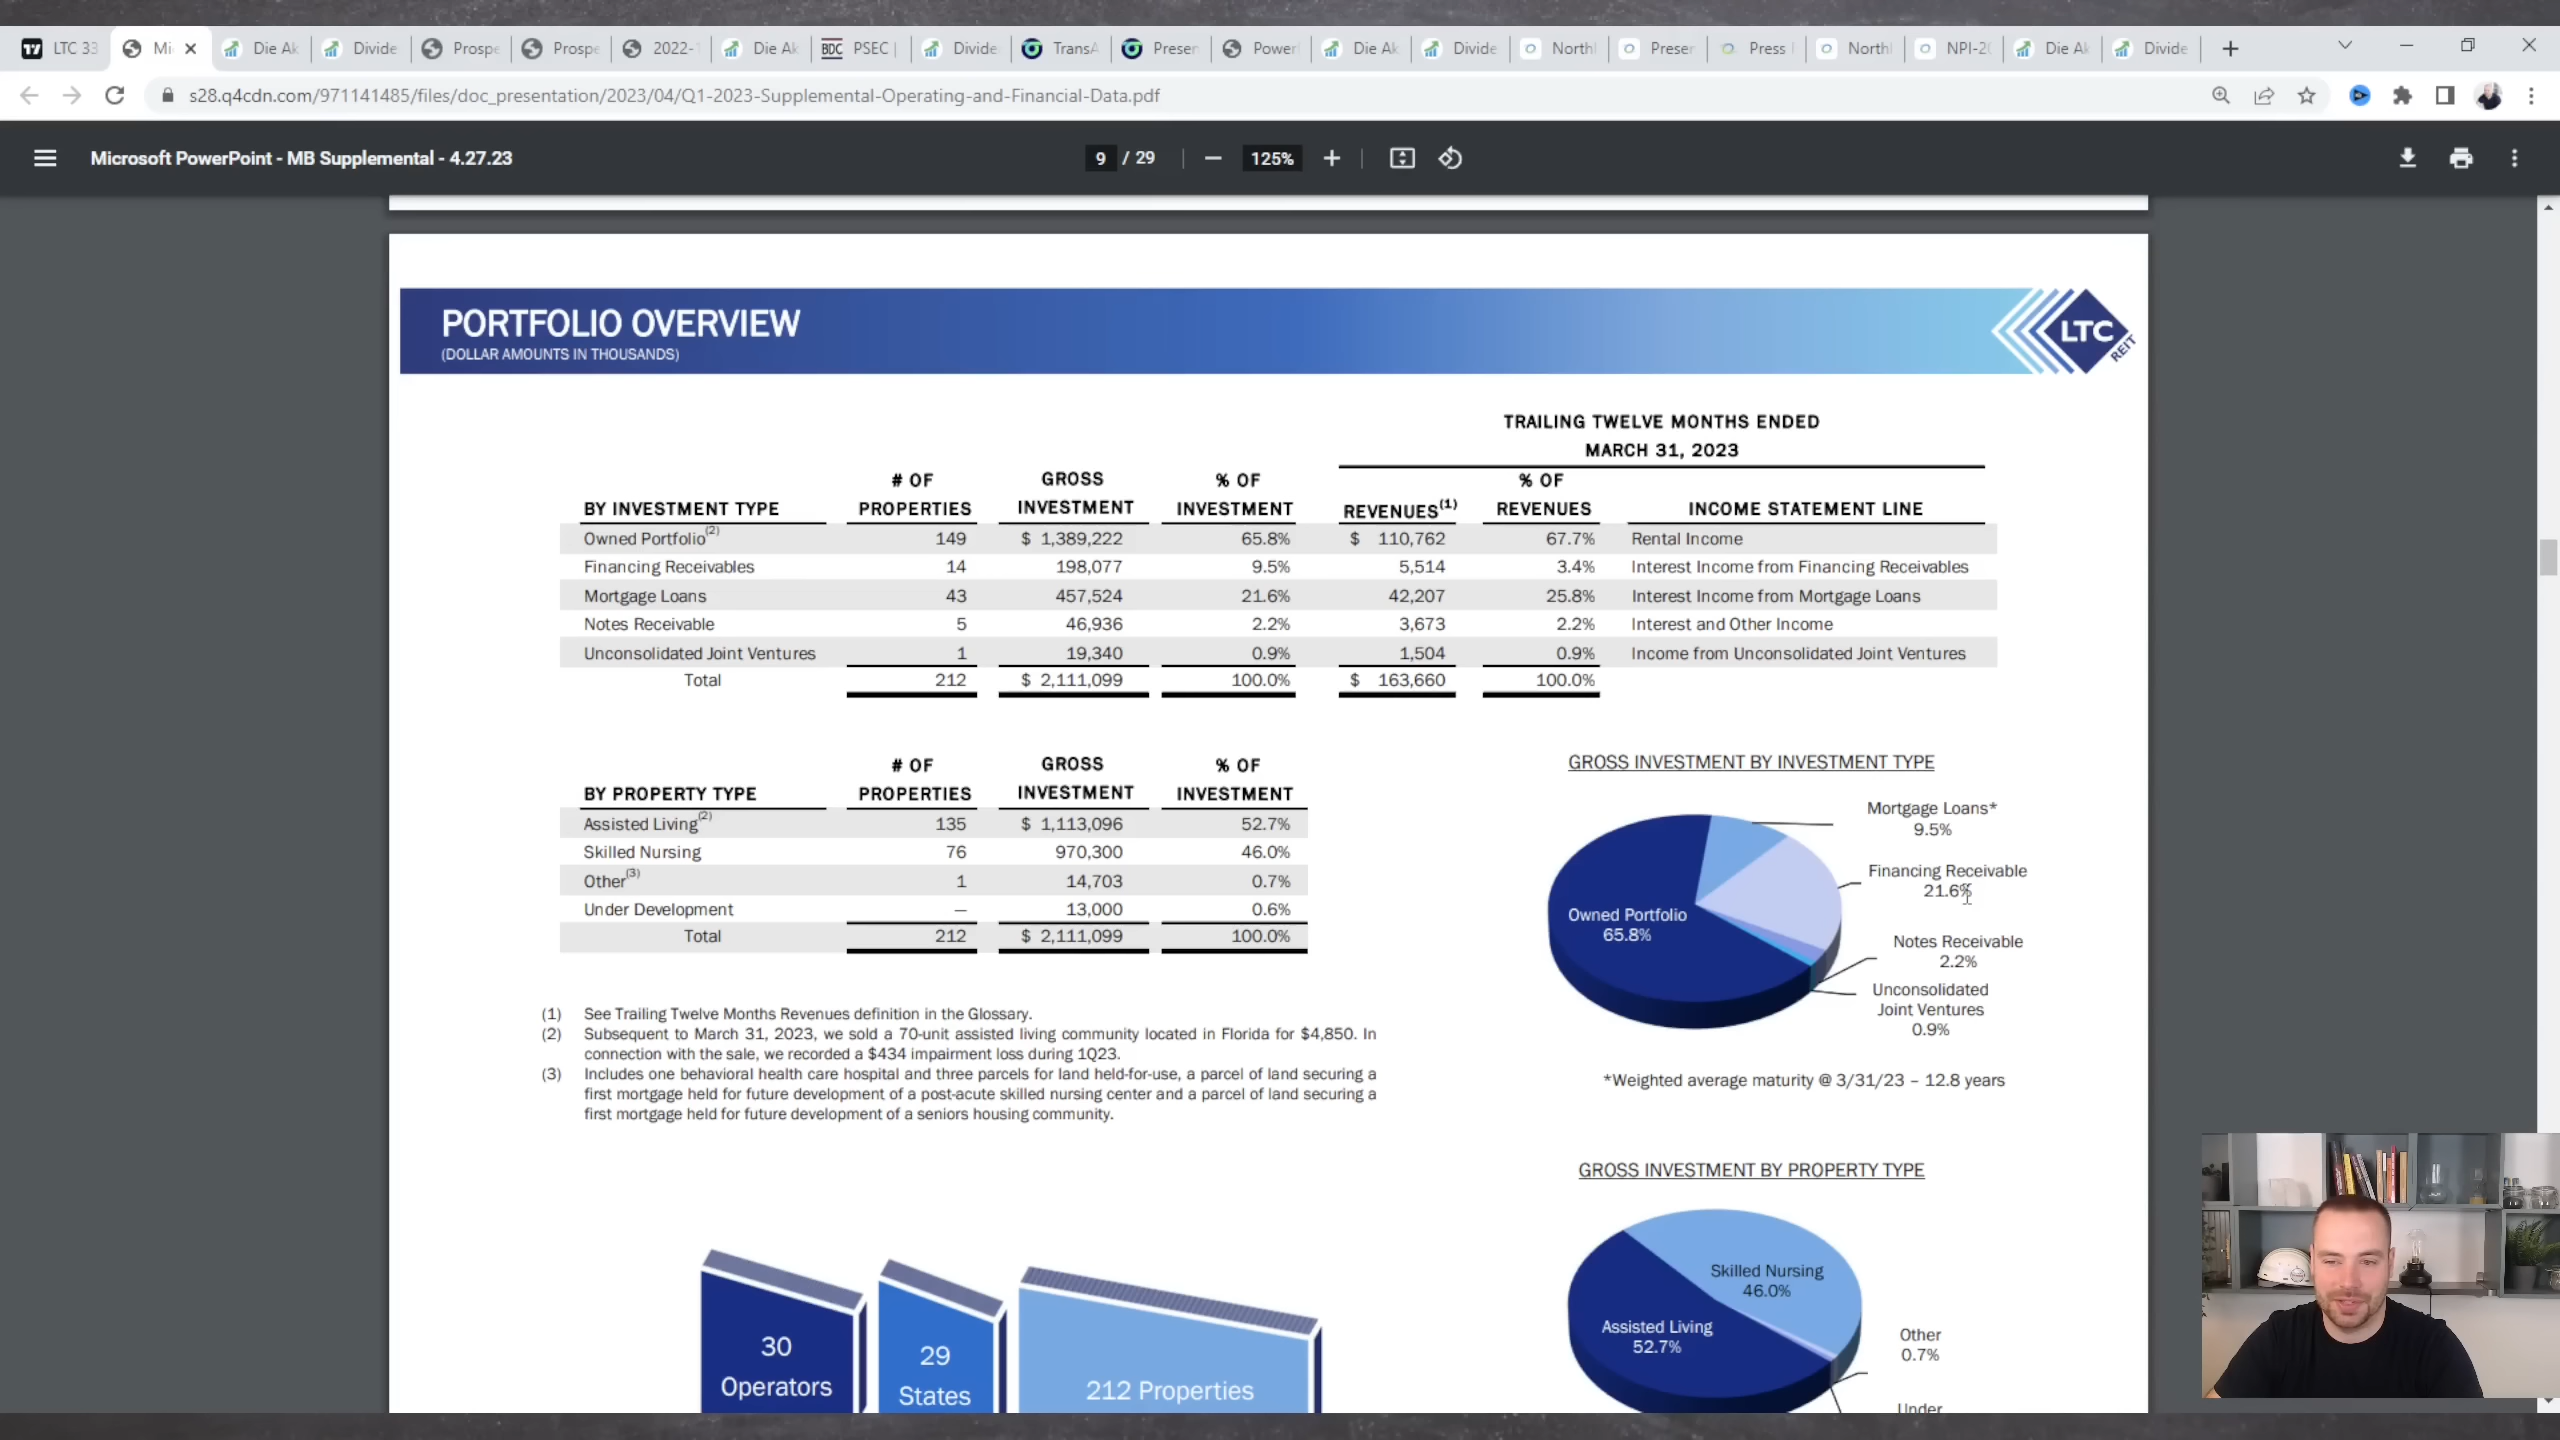 LTC 33
Mi
Die Ak
Divide
Prospe
Prospe
2022-
Die Ak
BDC PSEC |
Divide
TransA
Presen
Power
Die Ak
Divide
North
Preser
Press
North
NPI-20
Die Ak
Divide
s28.q4cdn.com/971141485/files/doc_presentation/2023/04/Q1-2023-Supplemental-Operating-and-Financial-Data.pdf
Microsoft PowerPoint - MB Supplemental - 4.27.23
9 / 29
125%
PORTFOLIO OVERVIEW
(DOLLAR AMOUNTS IN THOUSANDS)
LTC
REIT
TRAILING TWELVE MONTHS ENDED
MARCH 31, 2023
# OF GROSS % OF % OF
BY INVESTMENT TYPE PROPERTIES INVESTMENT INVESTMENT REVENUES(1) REVENUES INCOME STATEMENT LINE
Owned Portfolio(2) 149 $ 1,389,222 65.8% $ 110,762 67.7% Rental Income
Financing Receivables 14 198,077 9.5% 5,514 3.4% Interest Income from Financing Receivables
Mortgage Loans 43 457,524 21.6% 42,207 25.8% Interest Income from Mortgage Loans
Notes Receivable 5 46,936 2.2% 3,673 2.2% Interest and Other Income
Unconsolidated Joint Ventures 1 19,340 0.9% 1,504 0.9% Income from Unconsolidated Joint Ventures
Total 212 $ 2,111,099 100.0% $ 163,660 100.0%
# OF GROSS % OF
BY PROPERTY TYPE PROPERTIES INVESTMENT INVESTMENT
Assisted Living(2) 135 $ 1,113,096 52.7%
Skilled Nursing 76 970,300 46.0%
Other(3) 1 14,703 0.7%
Under Development — 13,000 0.6%
Total 212 $ 2,111,099 100.0%
(1) See Trailing Twelve Months Revenues definition in the Glossary.
(2) Subsequent to March 31, 2023, we sold a 70-unit assisted living community located in Florida for $4,850. In
connection with the sale, we recorded a $434 impairment loss during 1Q23.
(3) Includes one behavioral health care hospital and three parcels for land held-for-use, a parcel of land securing a
first mortgage held for future development of a post-acute skilled nursing center and a parcel of land securing a
first mortgage held for future development of a seniors housing community.
GROSS INVESTMENT BY INVESTMENT TYPE
Mortgage Loans*
9.5%
Financing Receivable
21.6%
Owned Portfolio
65.8%
Notes Receivable
2.2%
Unconsolidated
Joint Ventures
0.9%
*Weighted average maturity @ 3/31/23 – 12.8 years
GROSS INVESTMENT BY PROPERTY TYPE
Skilled Nursing
46.0%
Assisted Living
52.7%
Other
0.7%
Under
30
Operators
29
States
212 Properties